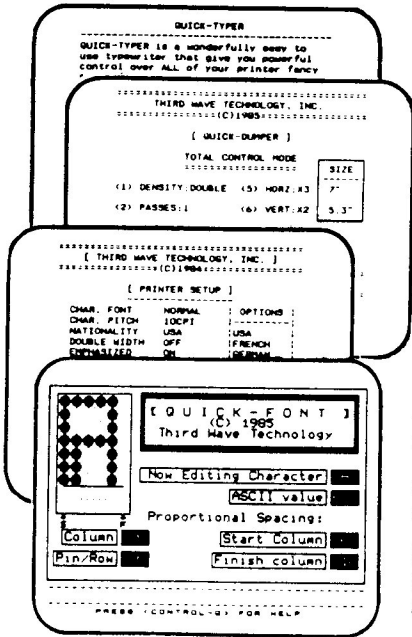 QUICK-TYPER
QUICK-TYPER is a wonderfully easy to
use typewriter that give you powerful
control over ALL of your printer fancy
THIRD WAVE TECHNOLOGY, INC.
(C)1985
[ QUICK-DUMPER ]
TOTAL CONTROL MODE
SIZE
(1) DENSITY:DOUBLE (5) HORZ:X3 7"
(2) PASSES:1 (6) VERT:X2 5.3"
[ THIRD WAVE TECHNOLOGY, INC. ]
(C)1984
[ PRINTER SETUP ]
CHAR. FONT NORMAL OPTIONS
CHAR. PITCH 10CPI
NATIONALITY USA USA
DOUBLE WIDTH OFF FRENCH
EMPHASIZED ON GERMAN
[ Q U I C K - F O N T ]
(C) 1985
Third Wave Technology
Now Editing Character
ASCII value
Proportional Spacing:
Column Start Column
Pin/Row Finish column
PRESS (CONTROL-Q) FOR HELP